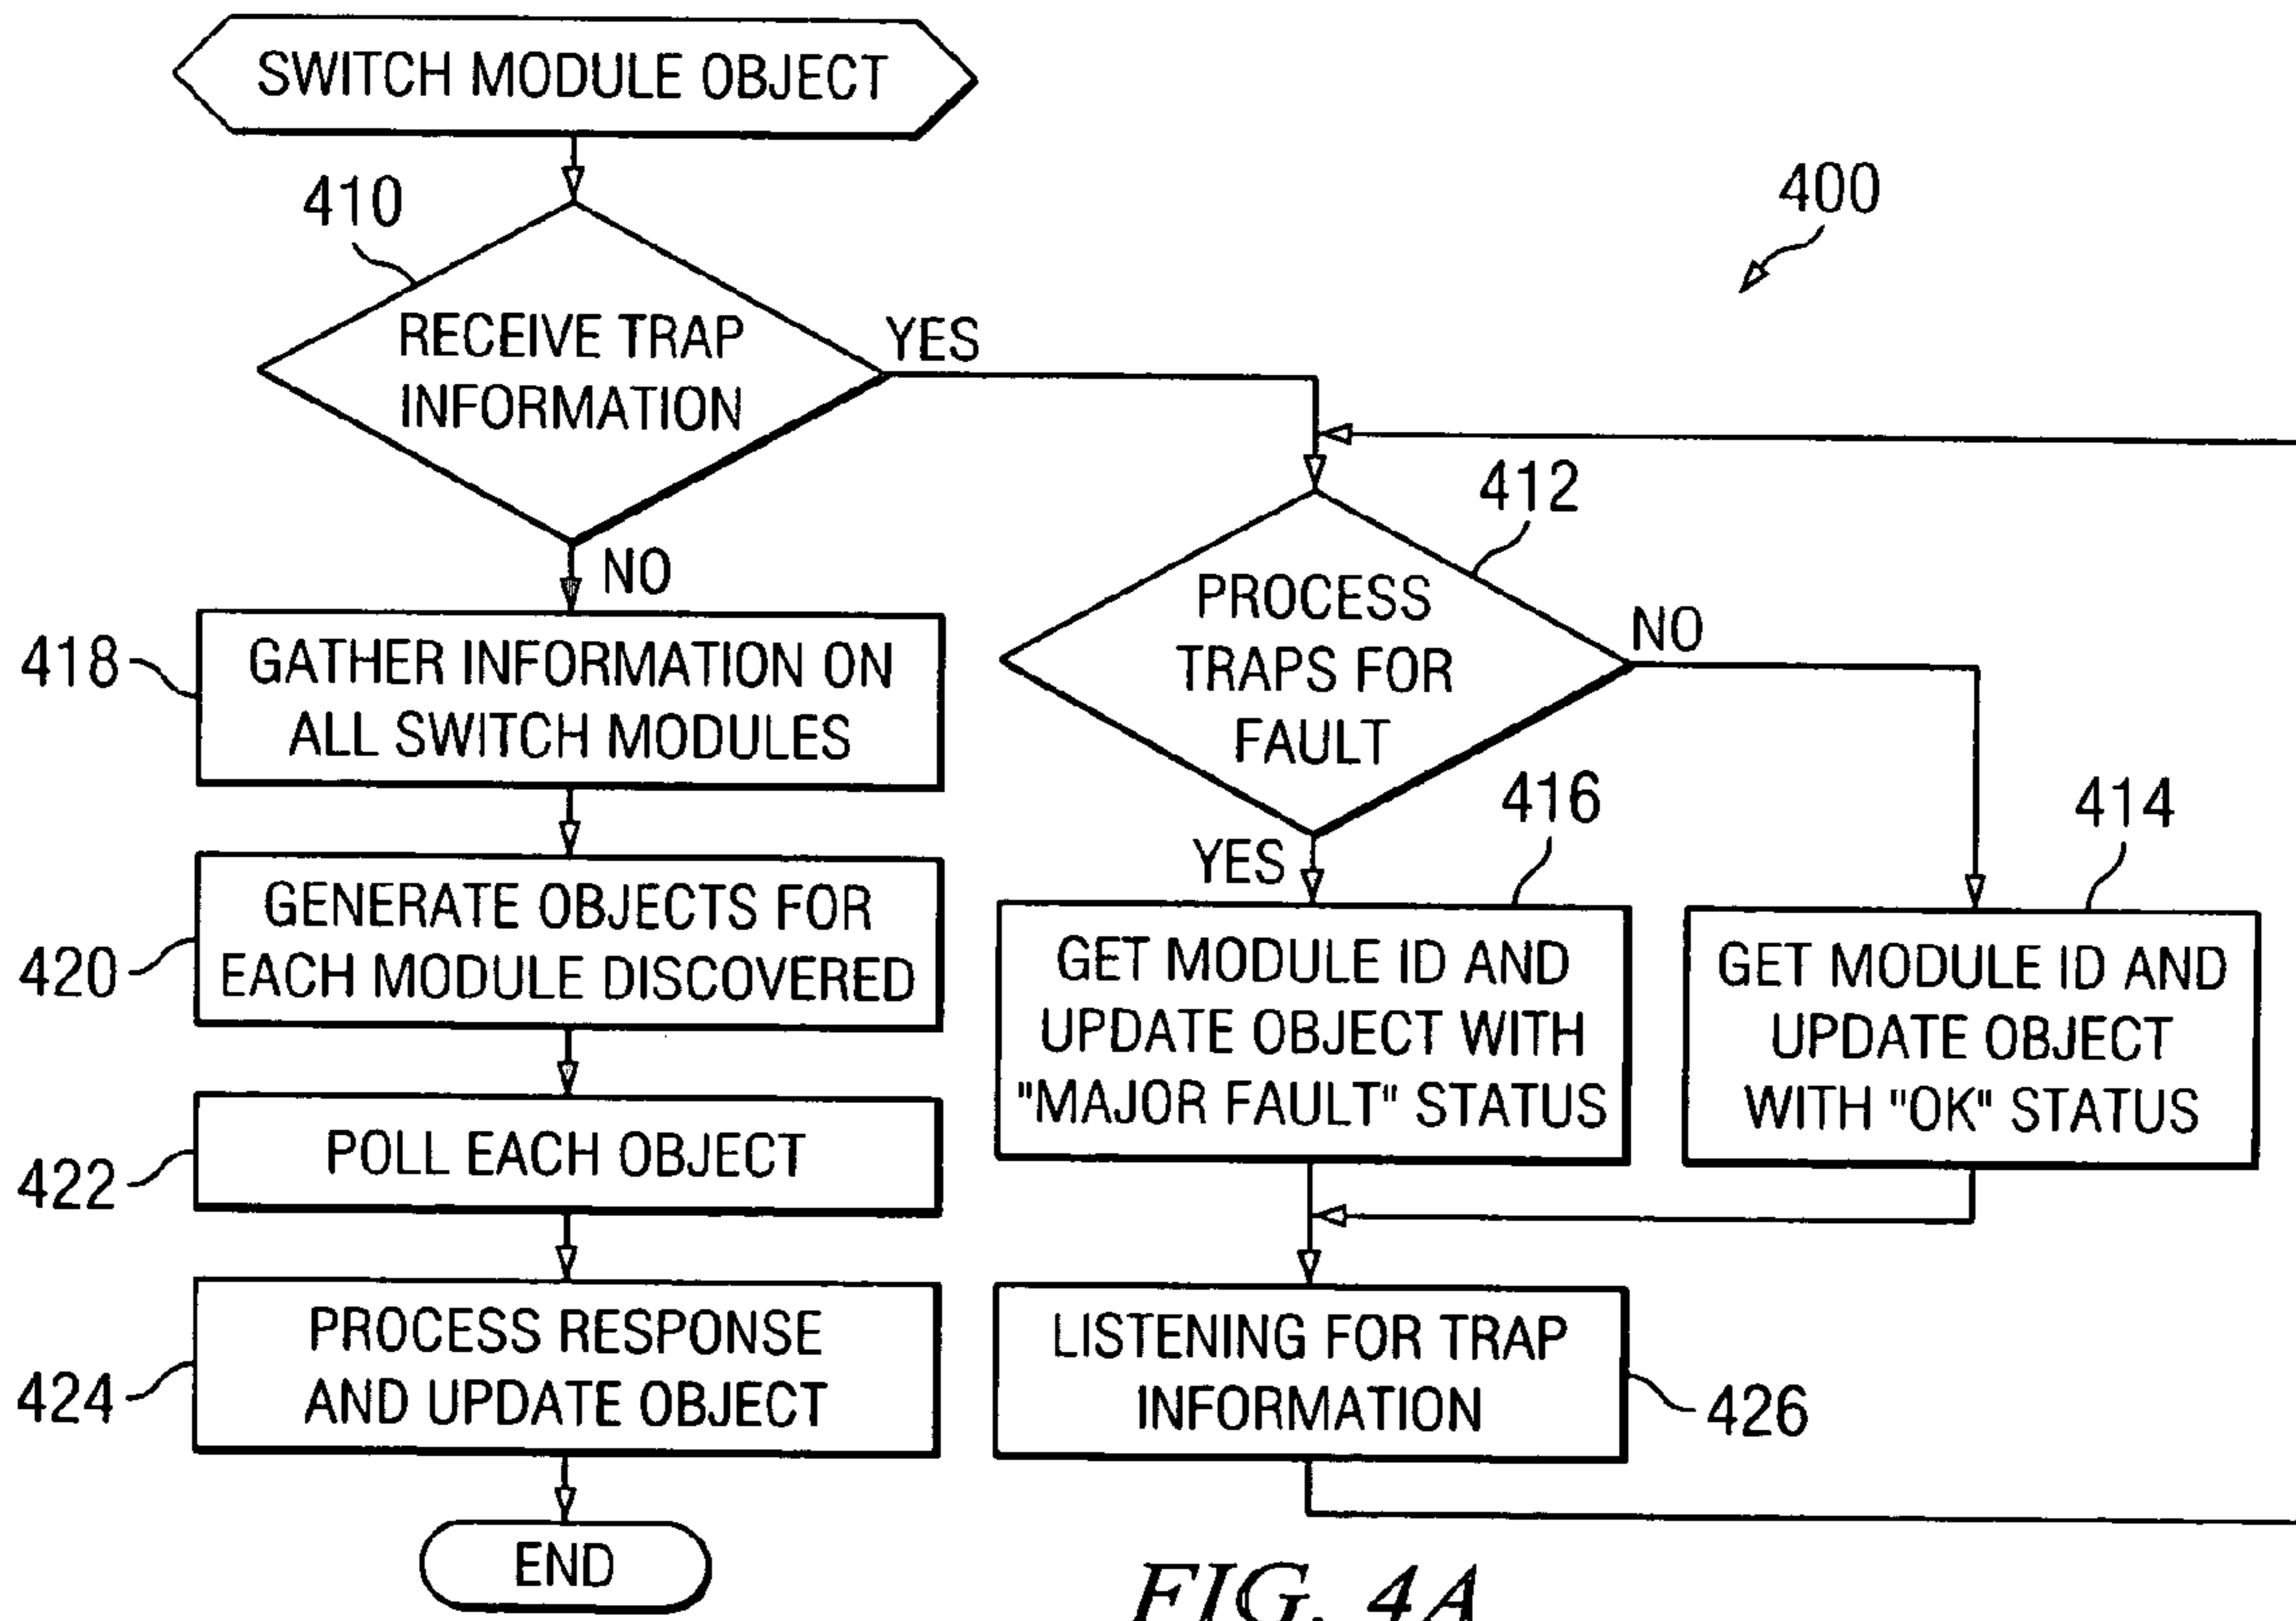 SWITCH MODULE OBJECT
410
400
RECEIVE TRAP
INFORMATION
YES
NO
412
PROCESS
TRAPS FOR
FAULT
NO
YES
418
GATHER INFORMATION ON
ALL SWITCH MODULES
416
414
420
GENERATE OBJECTS FOR
EACH MODULE DISCOVERED
GET MODULE ID AND
UPDATE OBJECT WITH
"MAJOR FAULT" STATUS
GET MODULE ID AND
UPDATE OBJECT
WITH "OK" STATUS
422
POLL EACH OBJECT
424
PROCESS RESPONSE
AND UPDATE OBJECT
LISTENING FOR TRAP
INFORMATION
426
END
FIG. 4A